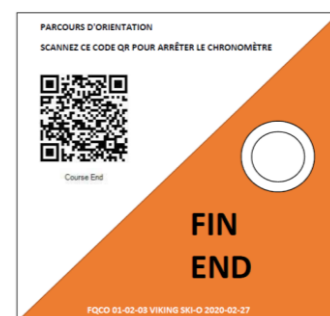 PARCOURS D'ORIENTATION
SCANNEZ CE CODE QR POUR ARRÊTER LE CHRONOMÈTRE
Course End
FIN
END
FQCO 01-02-03 VIKING SKI-O 2020-02-27